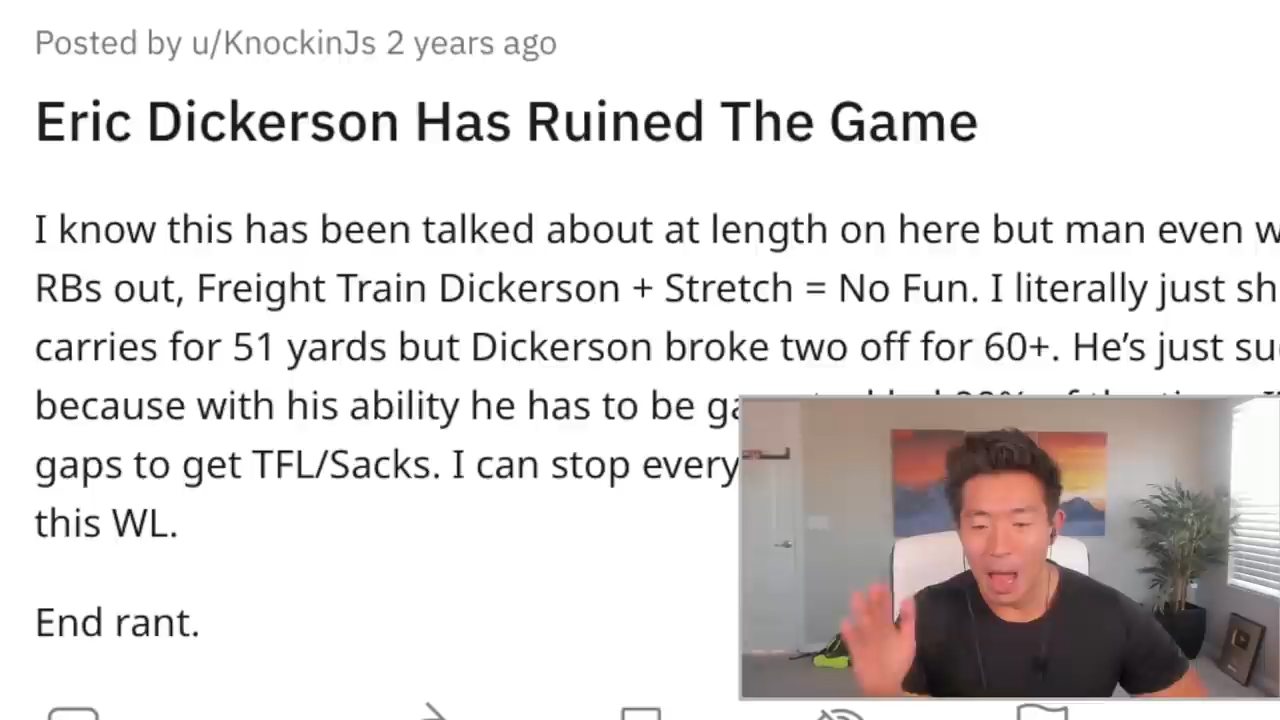 Posted by u/KnockinJs 2 years ago
Eric Dickerson Has Ruined The Game
I know this has been talked about at length on here but man even
RBs out, Freight Train Dickerson + Stretch = No Fun. I literally just
carries for 51 yards but Dickerson broke two off for 60+. He’s just
because with his ability he has to be
gaps to get TFL/Sacks. I can stop every
this WL.
End rant.